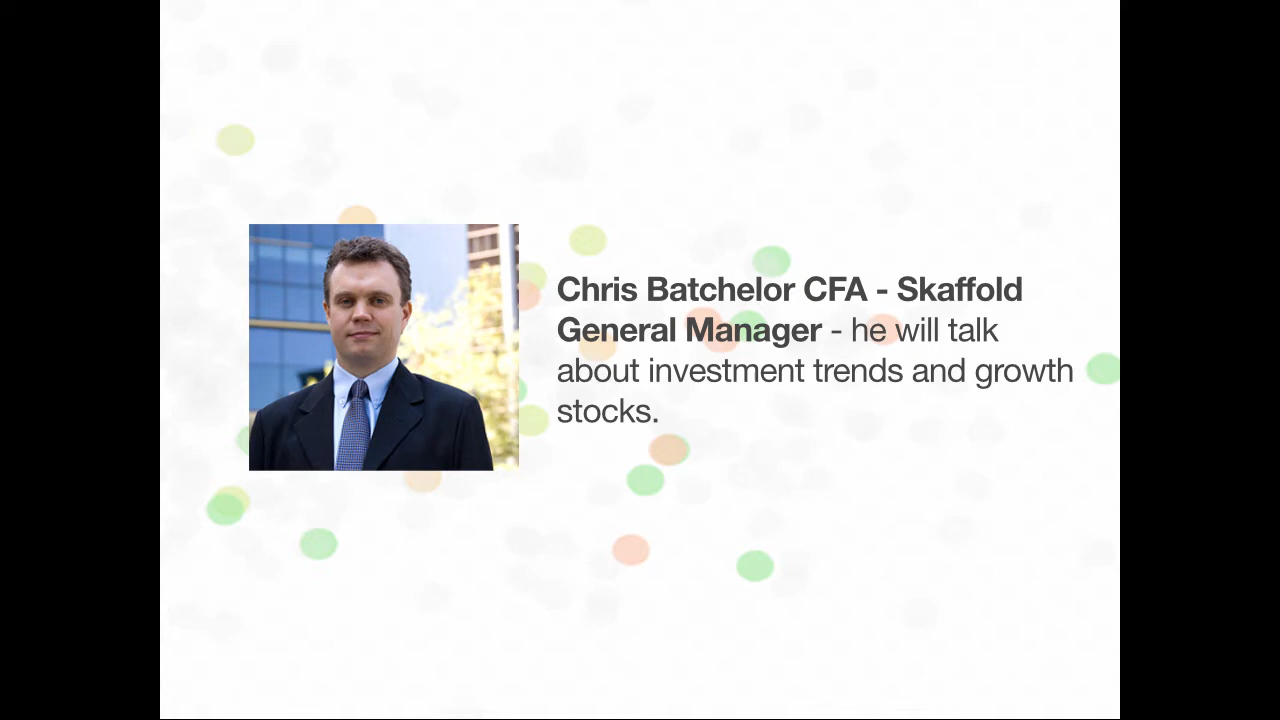 Chris Batchelor CFA - Skaffold
General Manager - he will talk
about investment trends and growth
stocks.